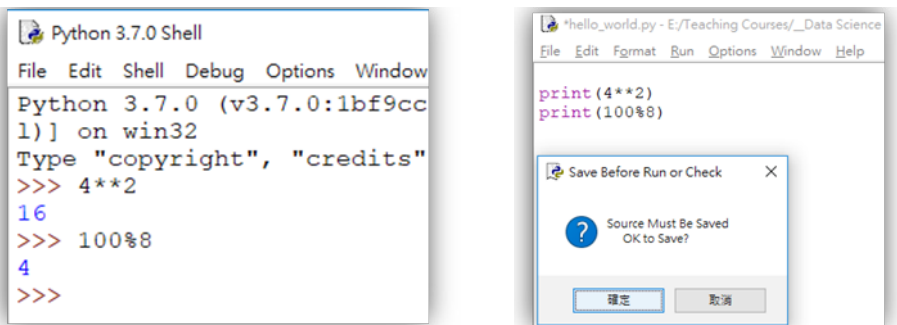 Python 3.7.0 Shell
File Edit Shell Debug Options Window
Python 3.7.0 (v3.7.0:1bf9cc
l)] on win32
Type "copyright", "credits"
>>> 4**2
16
>>> 100%8
4
>>>
*hello_world.py - E:/Teaching Courses/__Data Science
File Edit Format Run Options Window Help
print(4**2)
print(100%8)
Save Before Run or Check
Source Must Be Saved
OK to Save?
確定 取消